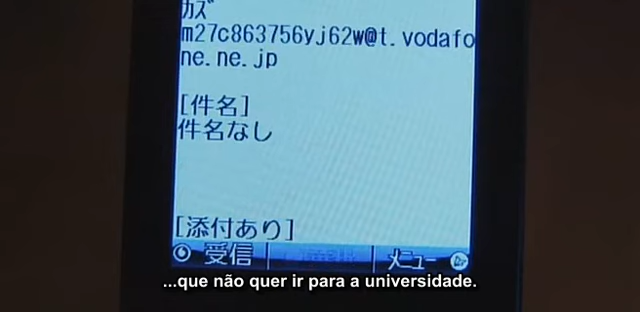 ｶｽﾞ
m27c863756yj62w@t.vodafo
ne.ne.jp
[件名]
件名なし
[添付あり]
受信 ﾒﾆｭｰ
...que não quer ir para a universidade.